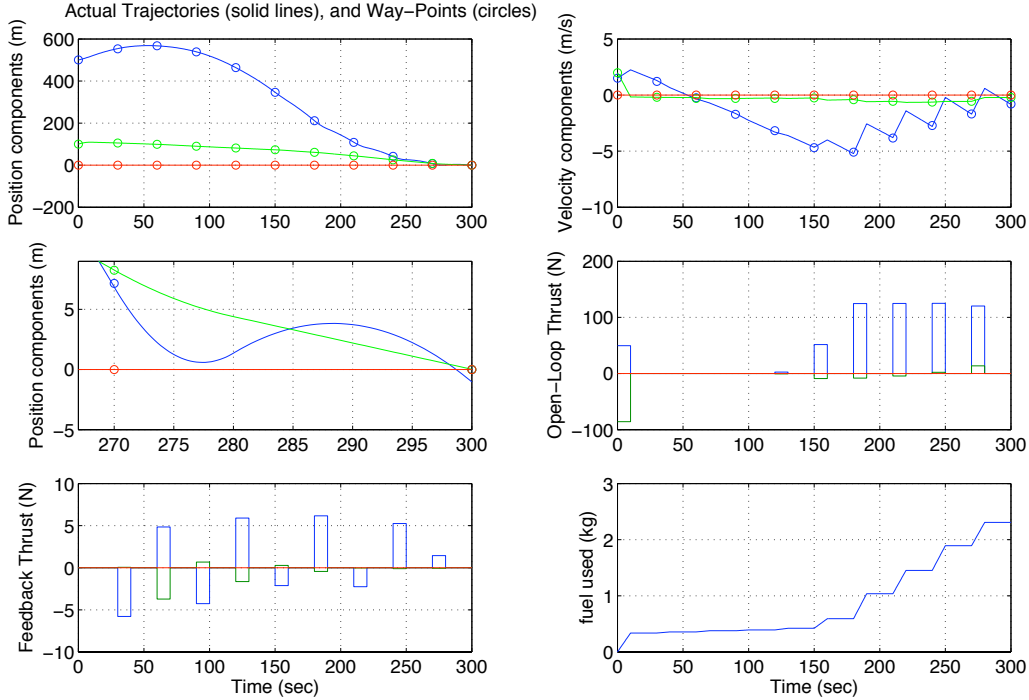 Actual Trajectories (solid lines), and Way−Points (circles)
Position components (m)
600
400
200
0
−200
0 50 100 150 200 250 300
Velocity components (m/s)
5
0
−5
−10
0 50 100 150 200 250 300
Position components (m)
5
0
−5
270 275 280 285 290 295 300
Open−Loop Thrust (N)
200
100
0
−100
0 50 100 150 200 250 300
Feedback Thrust (N)
10
5
0
−5
−10
0 50 100 150 200 250 300
Time (sec)
fuel used (kg)
3
2
1
0
0 50 100 150 200 250 300
Time (sec)